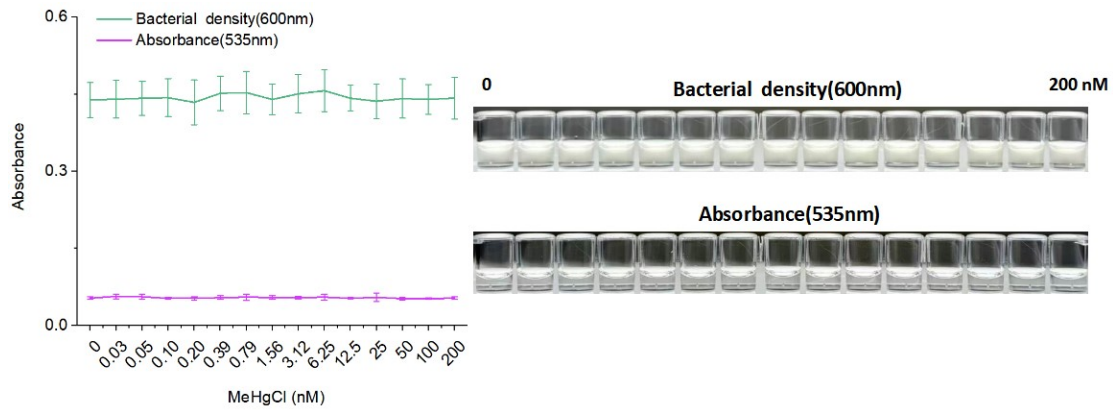 0.6
Bacterial density(600nm)
Absorbance(535nm)
0.3
0.0
Absorbance
0
0.03
0.05
0.10
0.20
0.39
0.79
1.56
3.12
6.25
12.5
25
50
100
200
MeHgCl (nM)
0
200 nM
Bacterial density(600nm)
Absorbance(535nm)